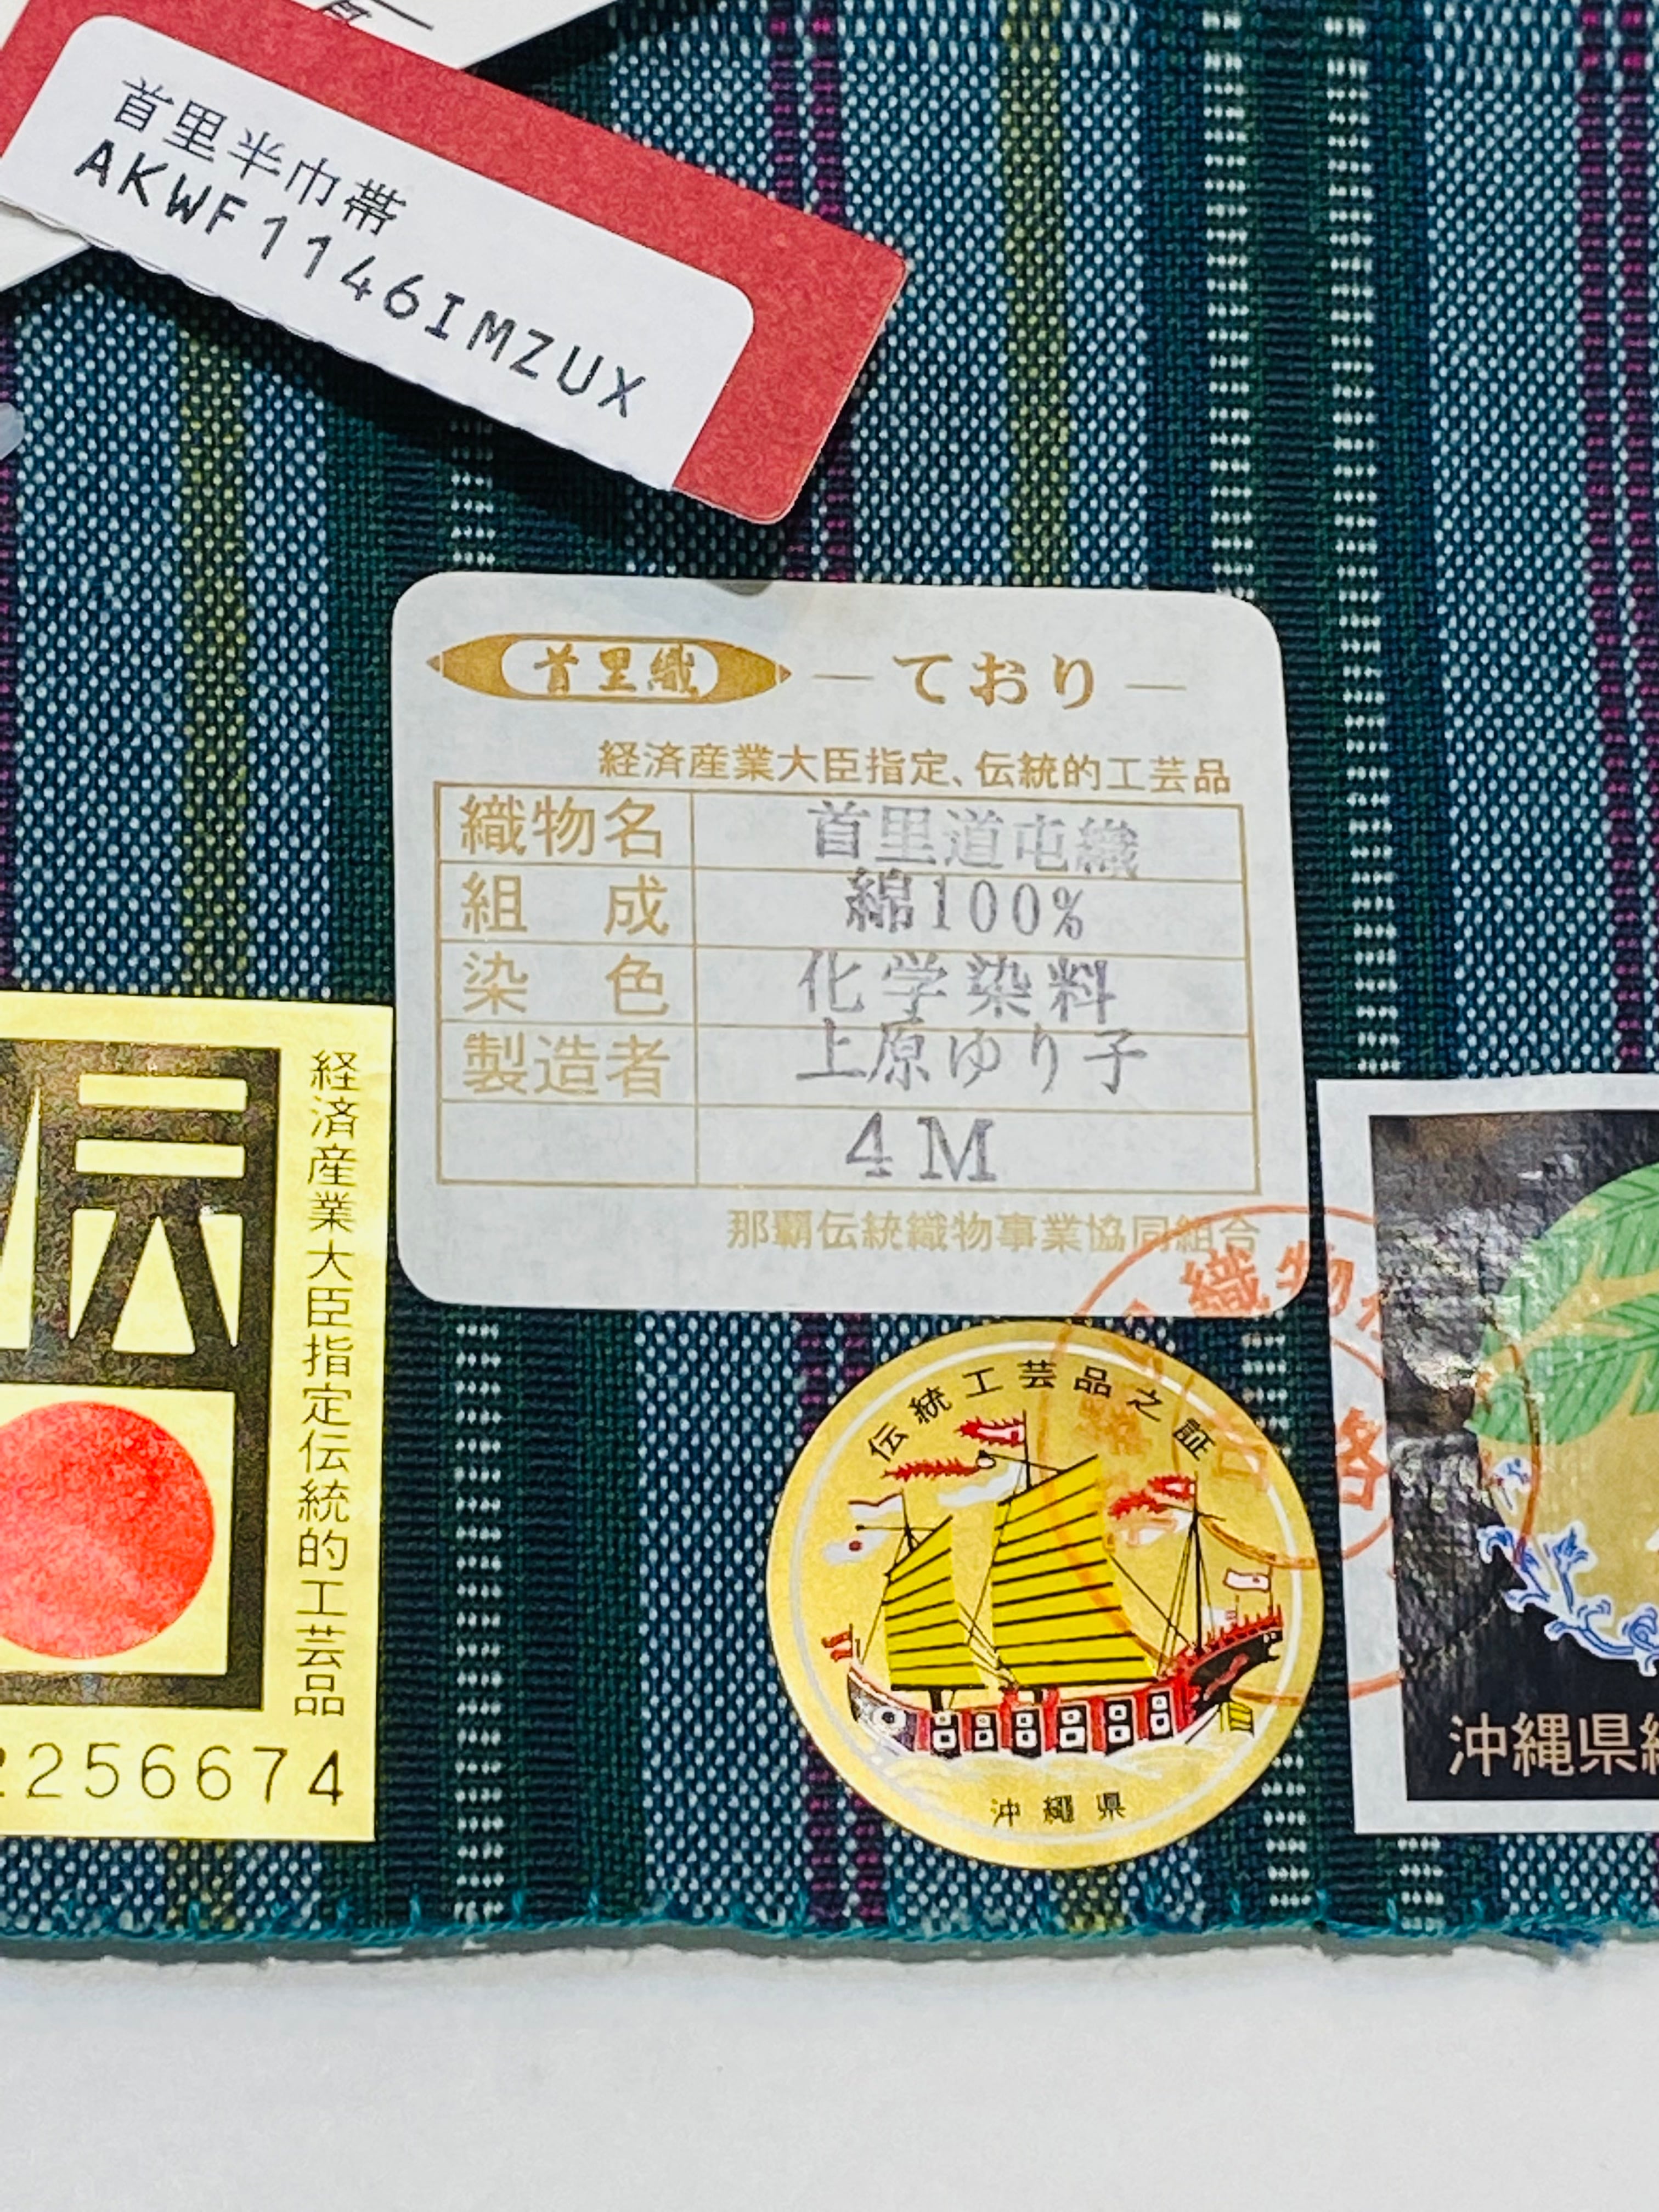 首里半巾帯
AKWF1146IMZUX
首里織 ―ており―
経済産業大臣指定、伝統的工芸品
織物名 首里道屯織
組成 綿100%
染色 化学染料
製造者 上原ゆり子
4M
那覇伝統織物事業協同組合
伝
経済産業大臣指定伝統的工芸品
2256674
織物
伝統工芸品之証
沖縄県
沖縄県